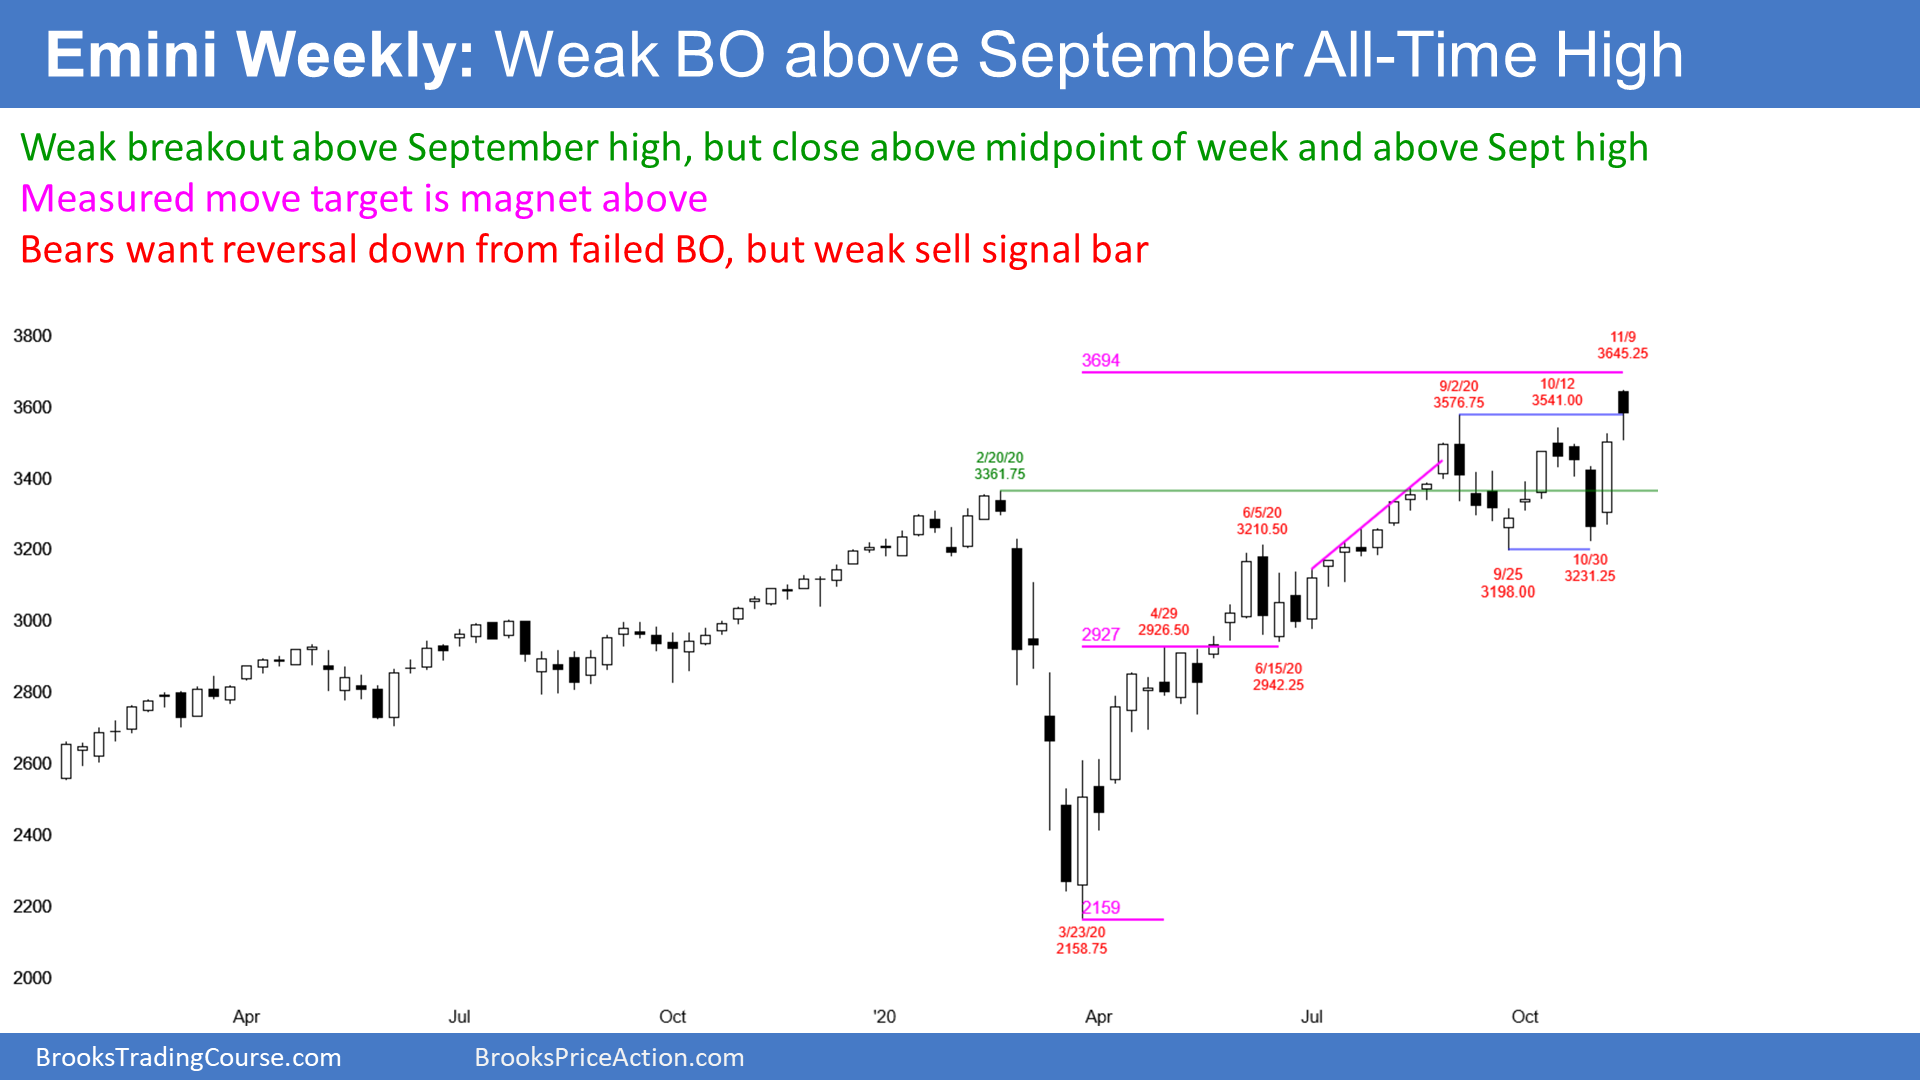 Emini Weekly: Weak BO above September All-Time High
Weak breakout above September high, but close above midpoint of week and above Sept high
Measured move target is magnet above
Bears want reversal down from failed BO, but weak sell signal bar
3800
3600
3400
3200
3000
2800
2600
2400
2200
2000
11/9
3645.25
3694
9/2/20
3576.75
10/12
3541.00
2/20/20
3361.75
6/5/20
3210.50
10/30
3231.25
9/25
3198.00
4/29
2926.50
2927
6/15/20
2942.25
2159
3/23/20
2158.75
Apr
Jul
Oct
'20
Apr
Jul
Oct
BrooksTradingCourse.com
BrooksPriceAction.com